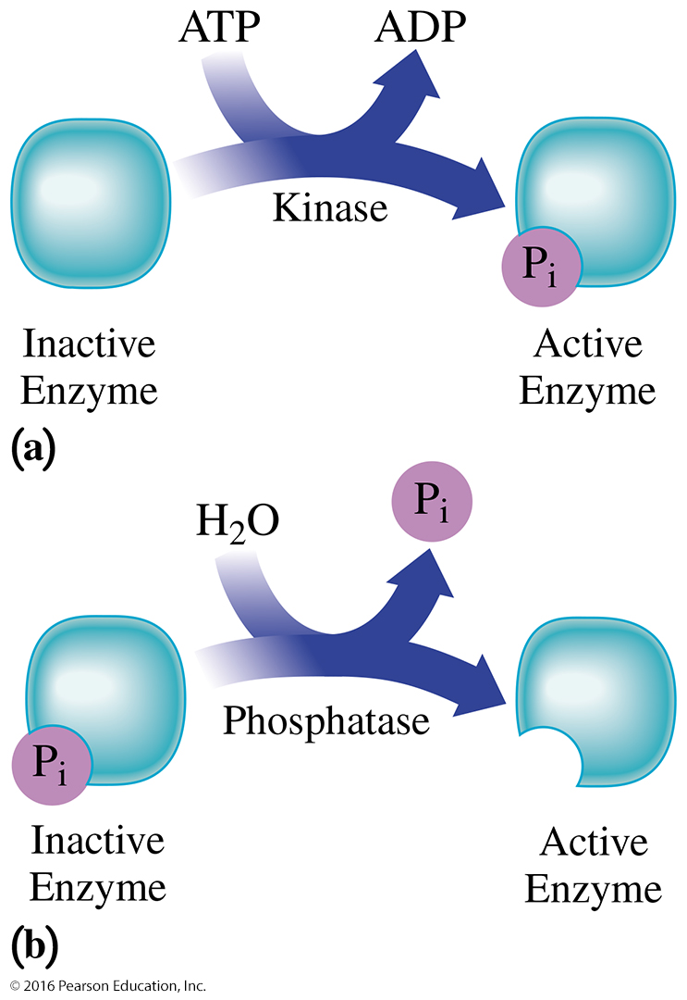 ATP ADP
Kinase
Pi
Inactive Enzyme
Active Enzyme
(a)
H2O
Pi
Phosphatase
Pi
Inactive Enzyme
Active Enzyme
(b)
© 2016 Pearson Education, Inc.